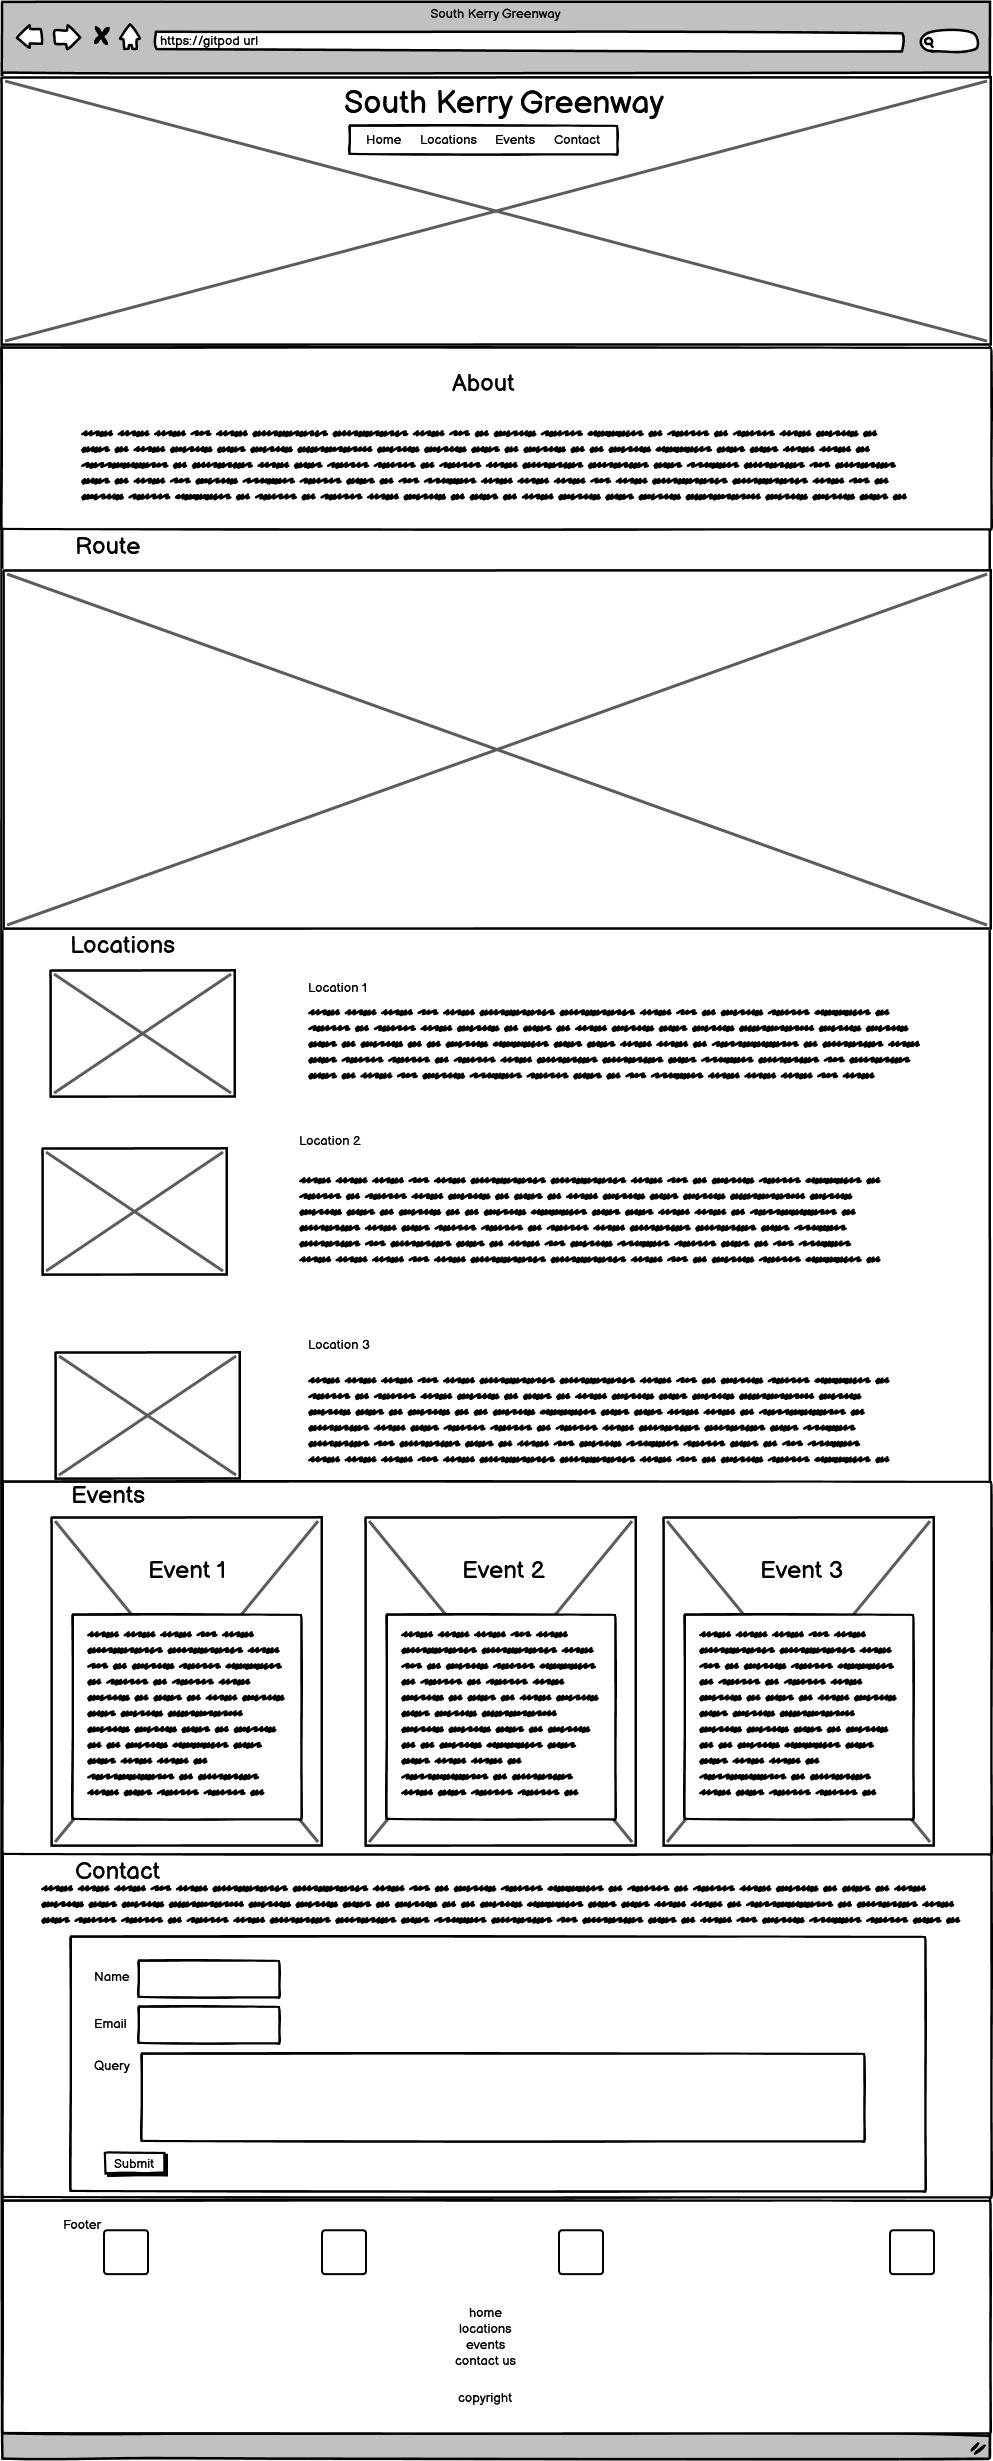 South Kerry Greenway
https://gitpod url
South Kerry Greenway
Home Locations Events Contact
About
Route
Locations
Location 1
Location 2
Location 3
Events
Event 1 Event 2 Event 3
Contact
Name
Email
Query
Submit
Footer
home
locations
events
contact us
copyright